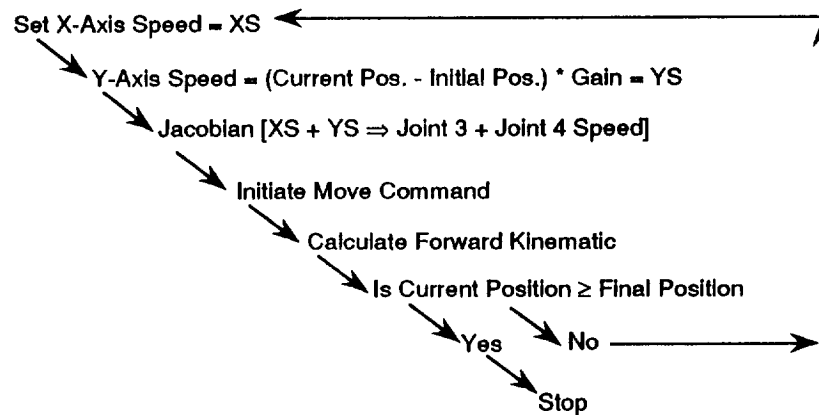 Set X-Axis Speed = XS
Y-Axis Speed = (Current Pos. - Initial Pos.) * Gain = YS
Jacobian [XS + YS ⇒ Joint 3 + Joint 4 Speed]
Initiate Move Command
Calculate Forward Kinematic
Is Current Position ≥ Final Position
Yes
No
Stop